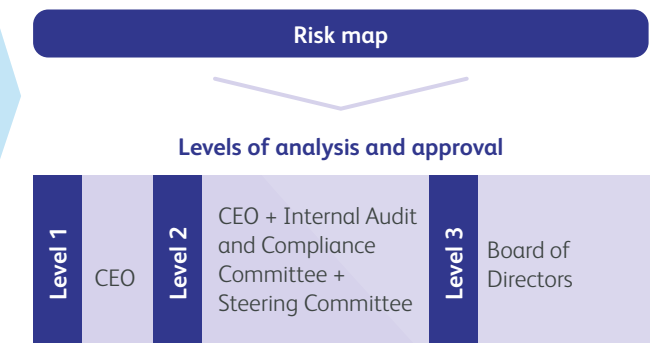 Risk map
Levels of analysis and approval
Level 1
CEO
Level 2
CEO + Internal Audit
and Compliance
Committee +
Steering Committee
Level 3
Board of
Directors